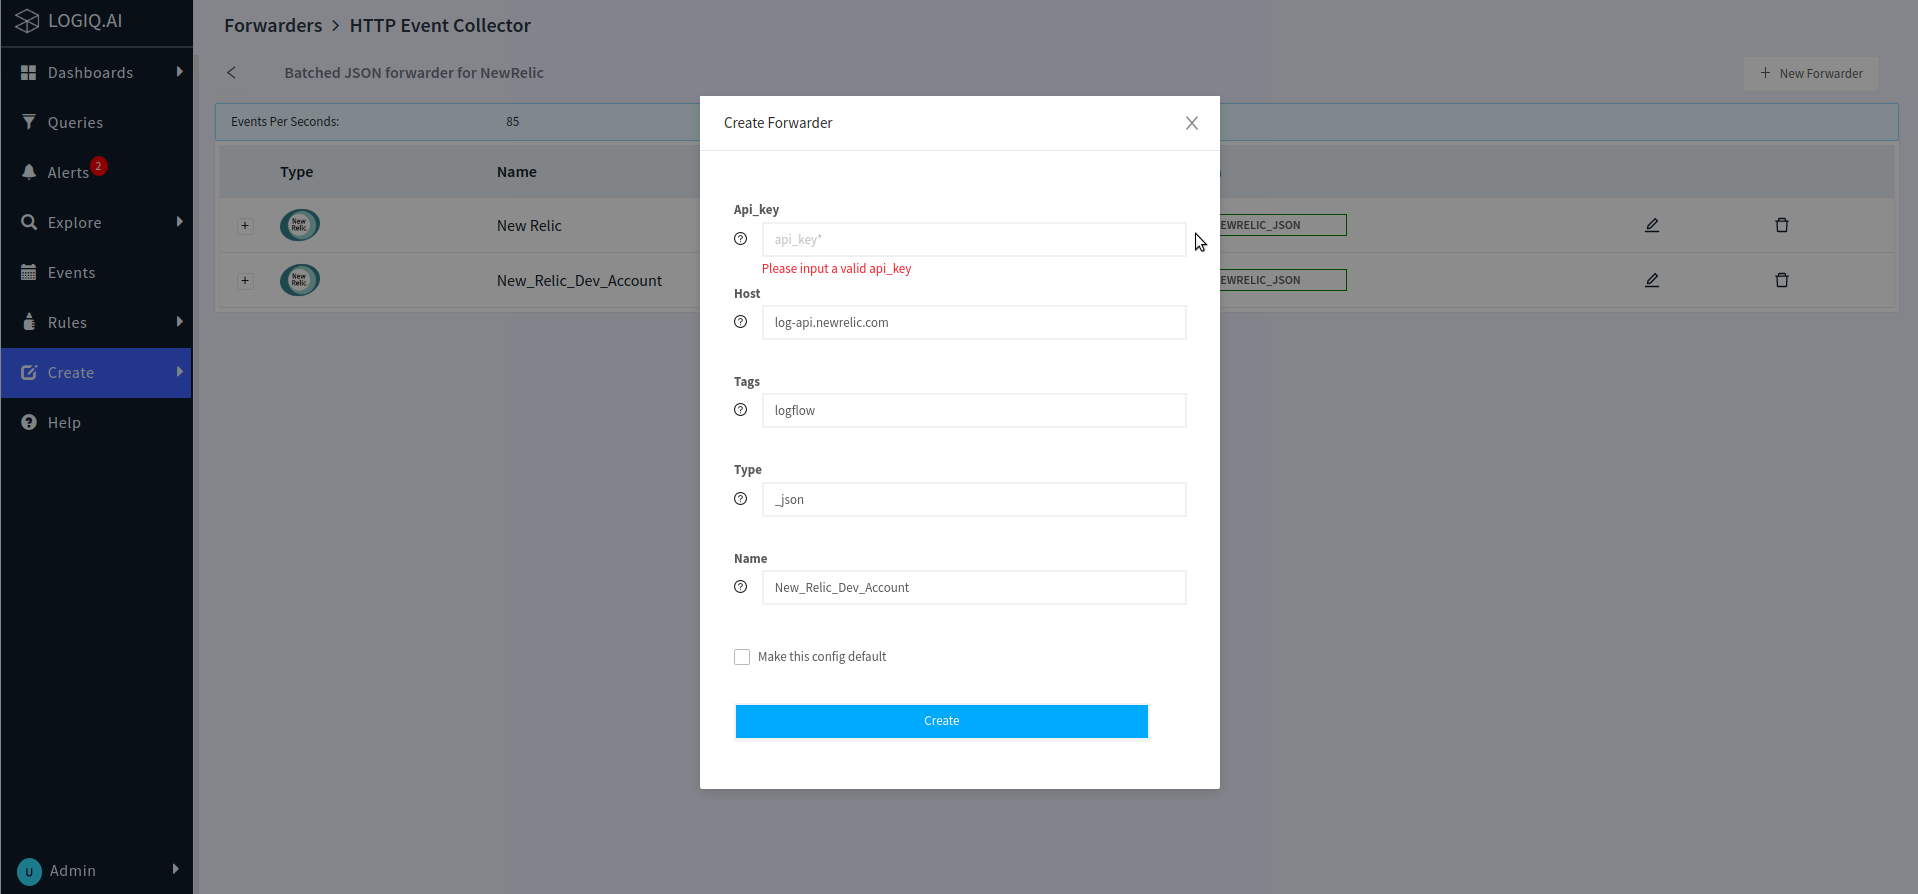 LOGIQ.AI
Dashboards
Queries
Alerts 2
Explore
Events
Rules
Create
Help
U Admin
Forwarders > HTTP Event Collector
Batched JSON forwarder for NewRelic
+ New Forwarder
Events Per Seconds: 85
Type Name
+ New Relic. New Relic EWRELIC_JSON
+ New Relic. New_Relic_Dev_Account EWRELIC_JSON
Create Forwarder
Api_key
api_key*
Please input a valid api_key
Host
log-api.newrelic.com
Tags
logflow
Type
_json
Name
New_Relic_Dev_Account
Make this config default
Create